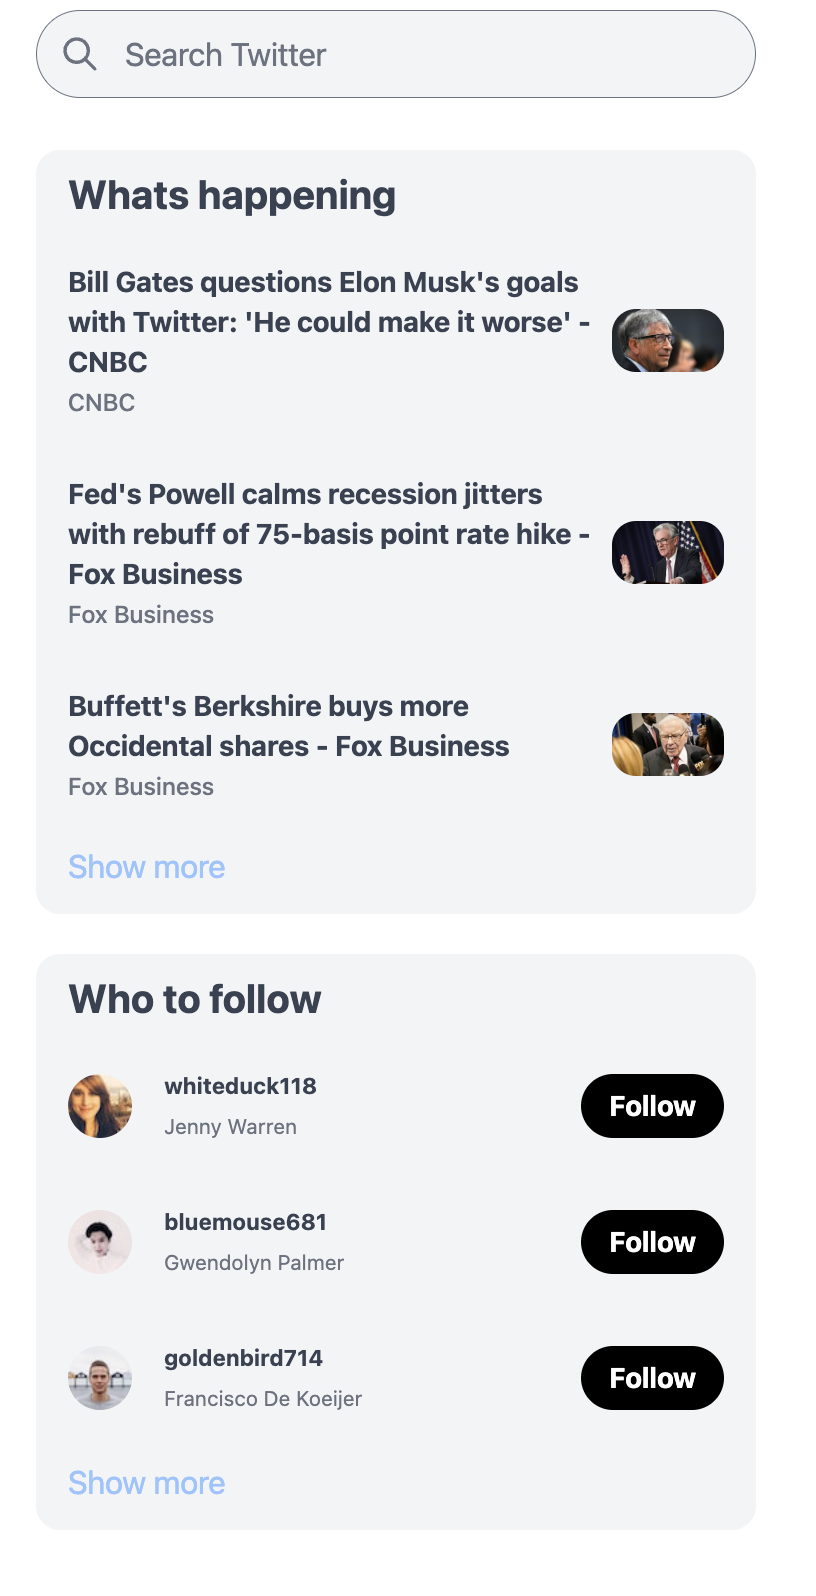 Search Twitter
Whats happening
Bill Gates questions Elon Musk's goals
with Twitter: 'He could make it worse' -
CNBC
CNBC
Fed's Powell calms recession jitters
with rebuff of 75-basis point rate hike -
Fox Business
Fox Business
Buffett's Berkshire buys more
Occidental shares - Fox Business
Fox Business
Show more
Who to follow
whiteduck118
Jenny Warren
Follow
bluemouse681
Gwendolyn Palmer
Follow
goldenbird714
Francisco De Koeijer
Follow
Show more